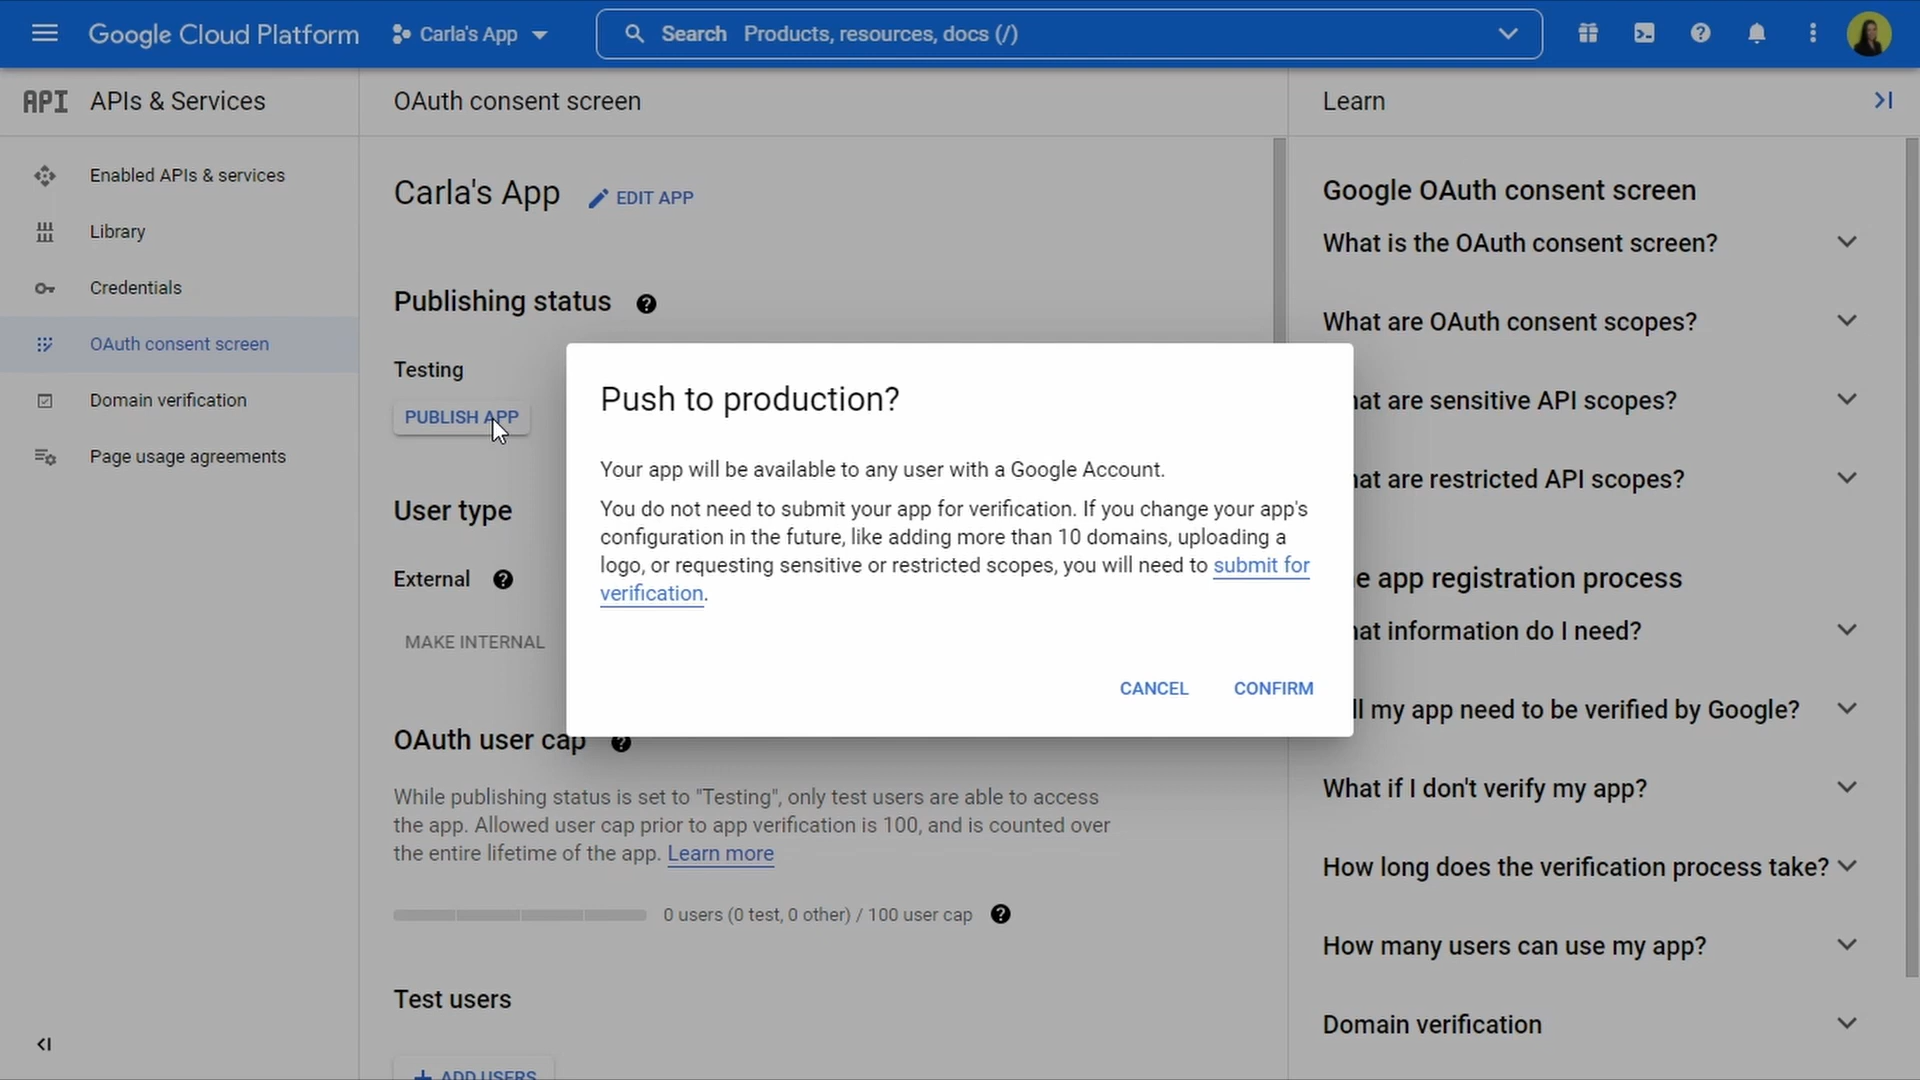 Google Cloud Platform
Carla's App
Search Products, resources, docs (/)
API APIs & Services
Enabled APIs & services
Library
Credentials
OAuth consent screen
Domain verification
Page usage agreements
OAuth consent screen
Carla's App
EDIT APP
Publishing status
Testing
PUBLISH APP
User type
External
MAKE INTERNAL
OAuth user cap
While publishing status is set to "Testing", only test users are able to access
the app. Allowed user cap prior to app verification is 100, and is counted over
the entire lifetime of the app. Learn more
0 users (0 test, 0 other) / 100 user cap
Test users
+ ADD USERS
Push to production?
Your app will be available to any user with a Google Account.
You do not need to submit your app for verification. If you change your app's
configuration in the future, like adding more than 10 domains, uploading a
logo, or requesting sensitive or restricted scopes, you will need to submit for
verification.
CANCEL
CONFIRM
Learn
Google OAuth consent screen
What is the OAuth consent screen?
What are OAuth consent scopes?
are sensitive API scopes?
are restricted API scopes?
app registration process
information do I need?
my app need to be verified by Google?
What if I don't verify my app?
How long does the verification process take?
How many users can use my app?
Domain verification